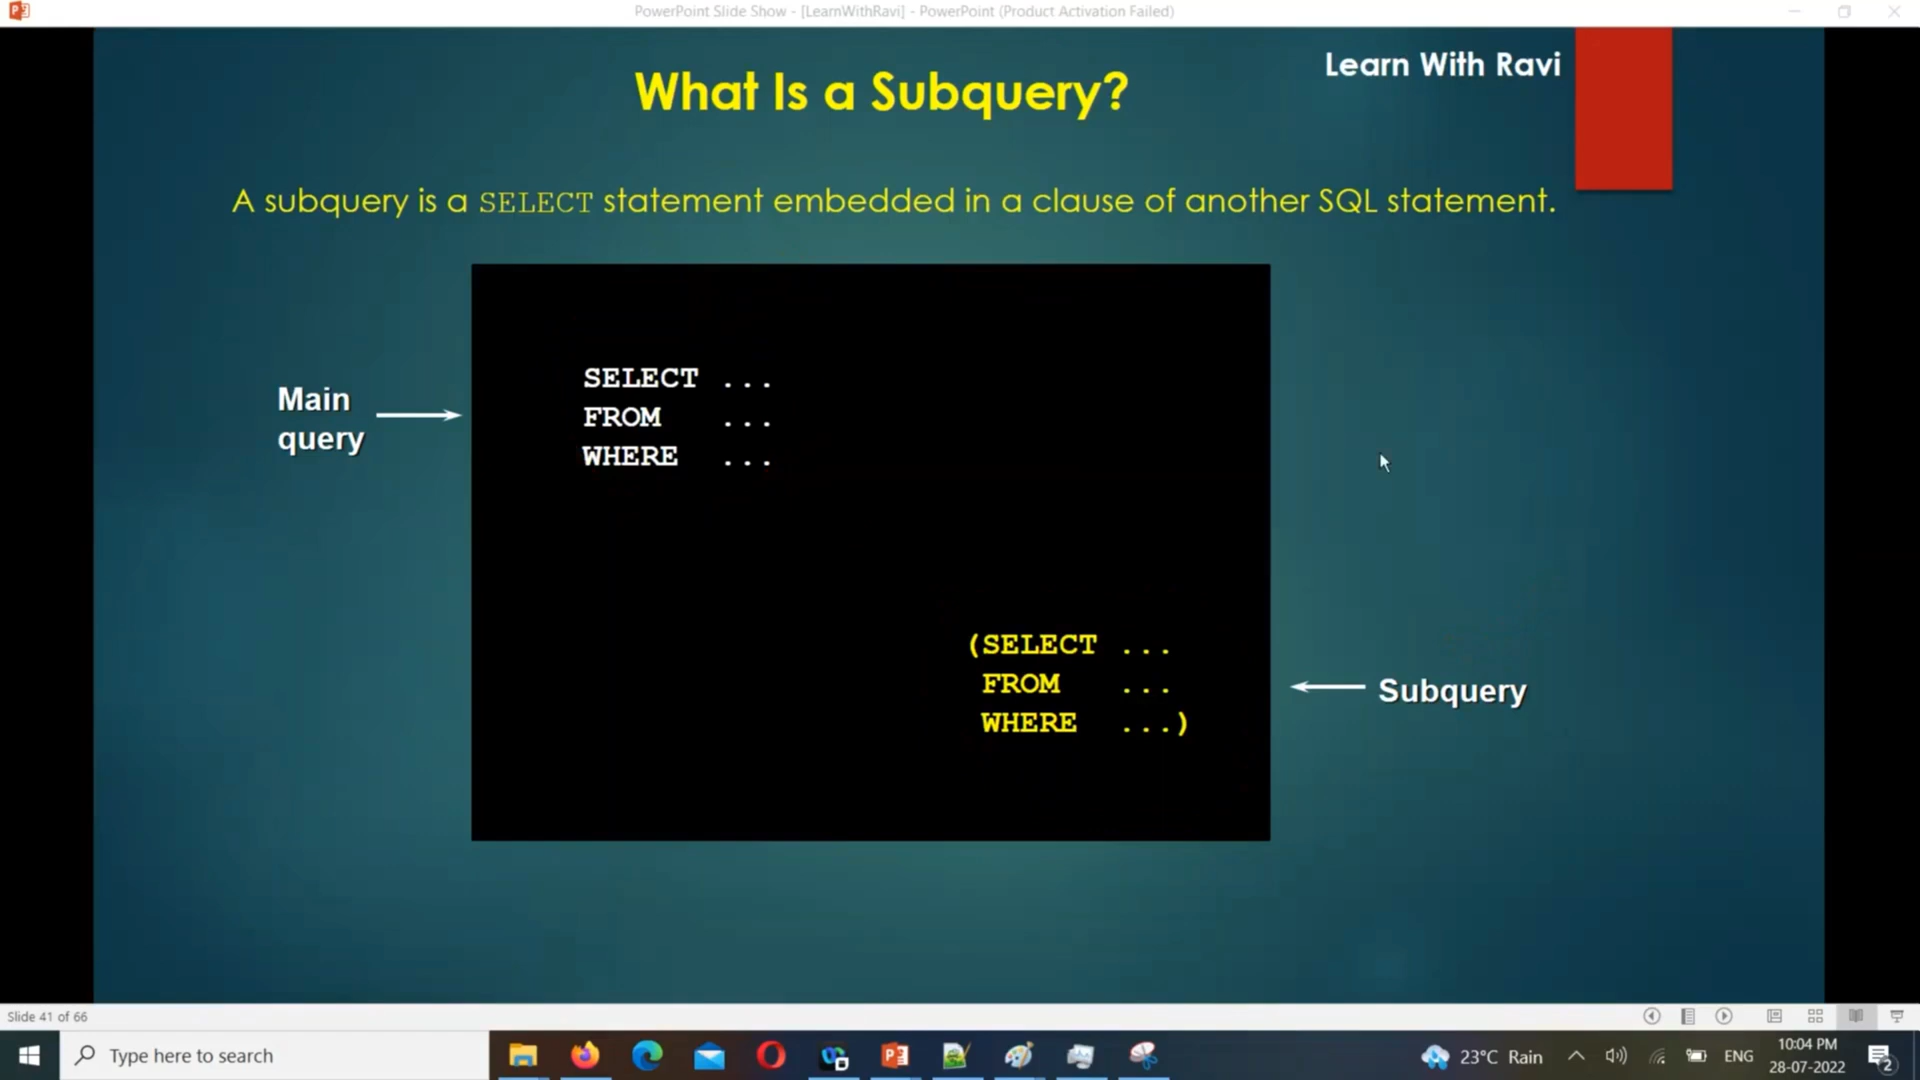 PowerPoint Slide Show - [LearnWithRavi] - PowerPoint (Product Activation Failed)
Learn With Ravi
What Is a Subquery?
A subquery is a SELECT statement embedded in a clause of another SQL statement.
Main
query
SELECT ...
FROM ...
WHERE ...
(SELECT ...
FROM ...
WHERE ...)
Subquery
Slide 41 of 66
Type here to search
23°C Rain
ENG
10:04 PM
28-07-2022
2